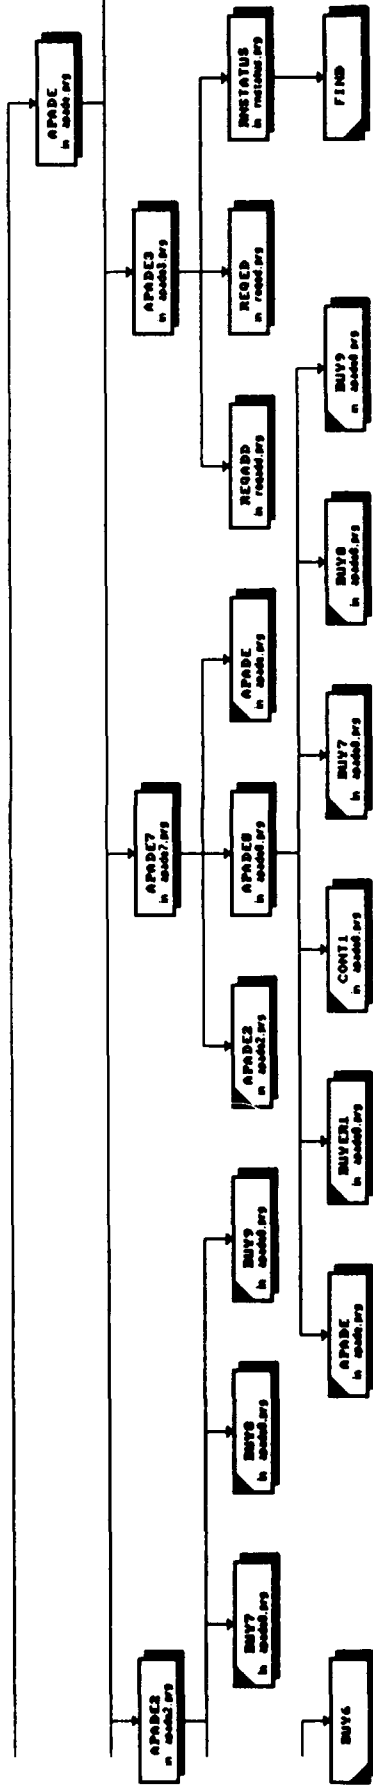 APADE
in apade.prg
APADE2
in apade2.prg
APADE7
in apade7.prg
APADE3
in apade3.prg
BUY7
in apade8.prg
BUY8
in apade8.prg
BUY9
in apade8.prg
APADE2
in apade2.prg
APADE8
in apade8.prg
APADE
in apade.prg
REQADD
in reqadd.prg
REQED
in reqed.prg
RNSTATUS
in rnstatus.prg
BUY6
APADE
in apade.prg
BUYER1
in apade8.prg
CONT1
in apade8.prg
BUY7
in apade8.prg
BUY8
in apade8.prg
BUY9
in apade8.prg
FIND